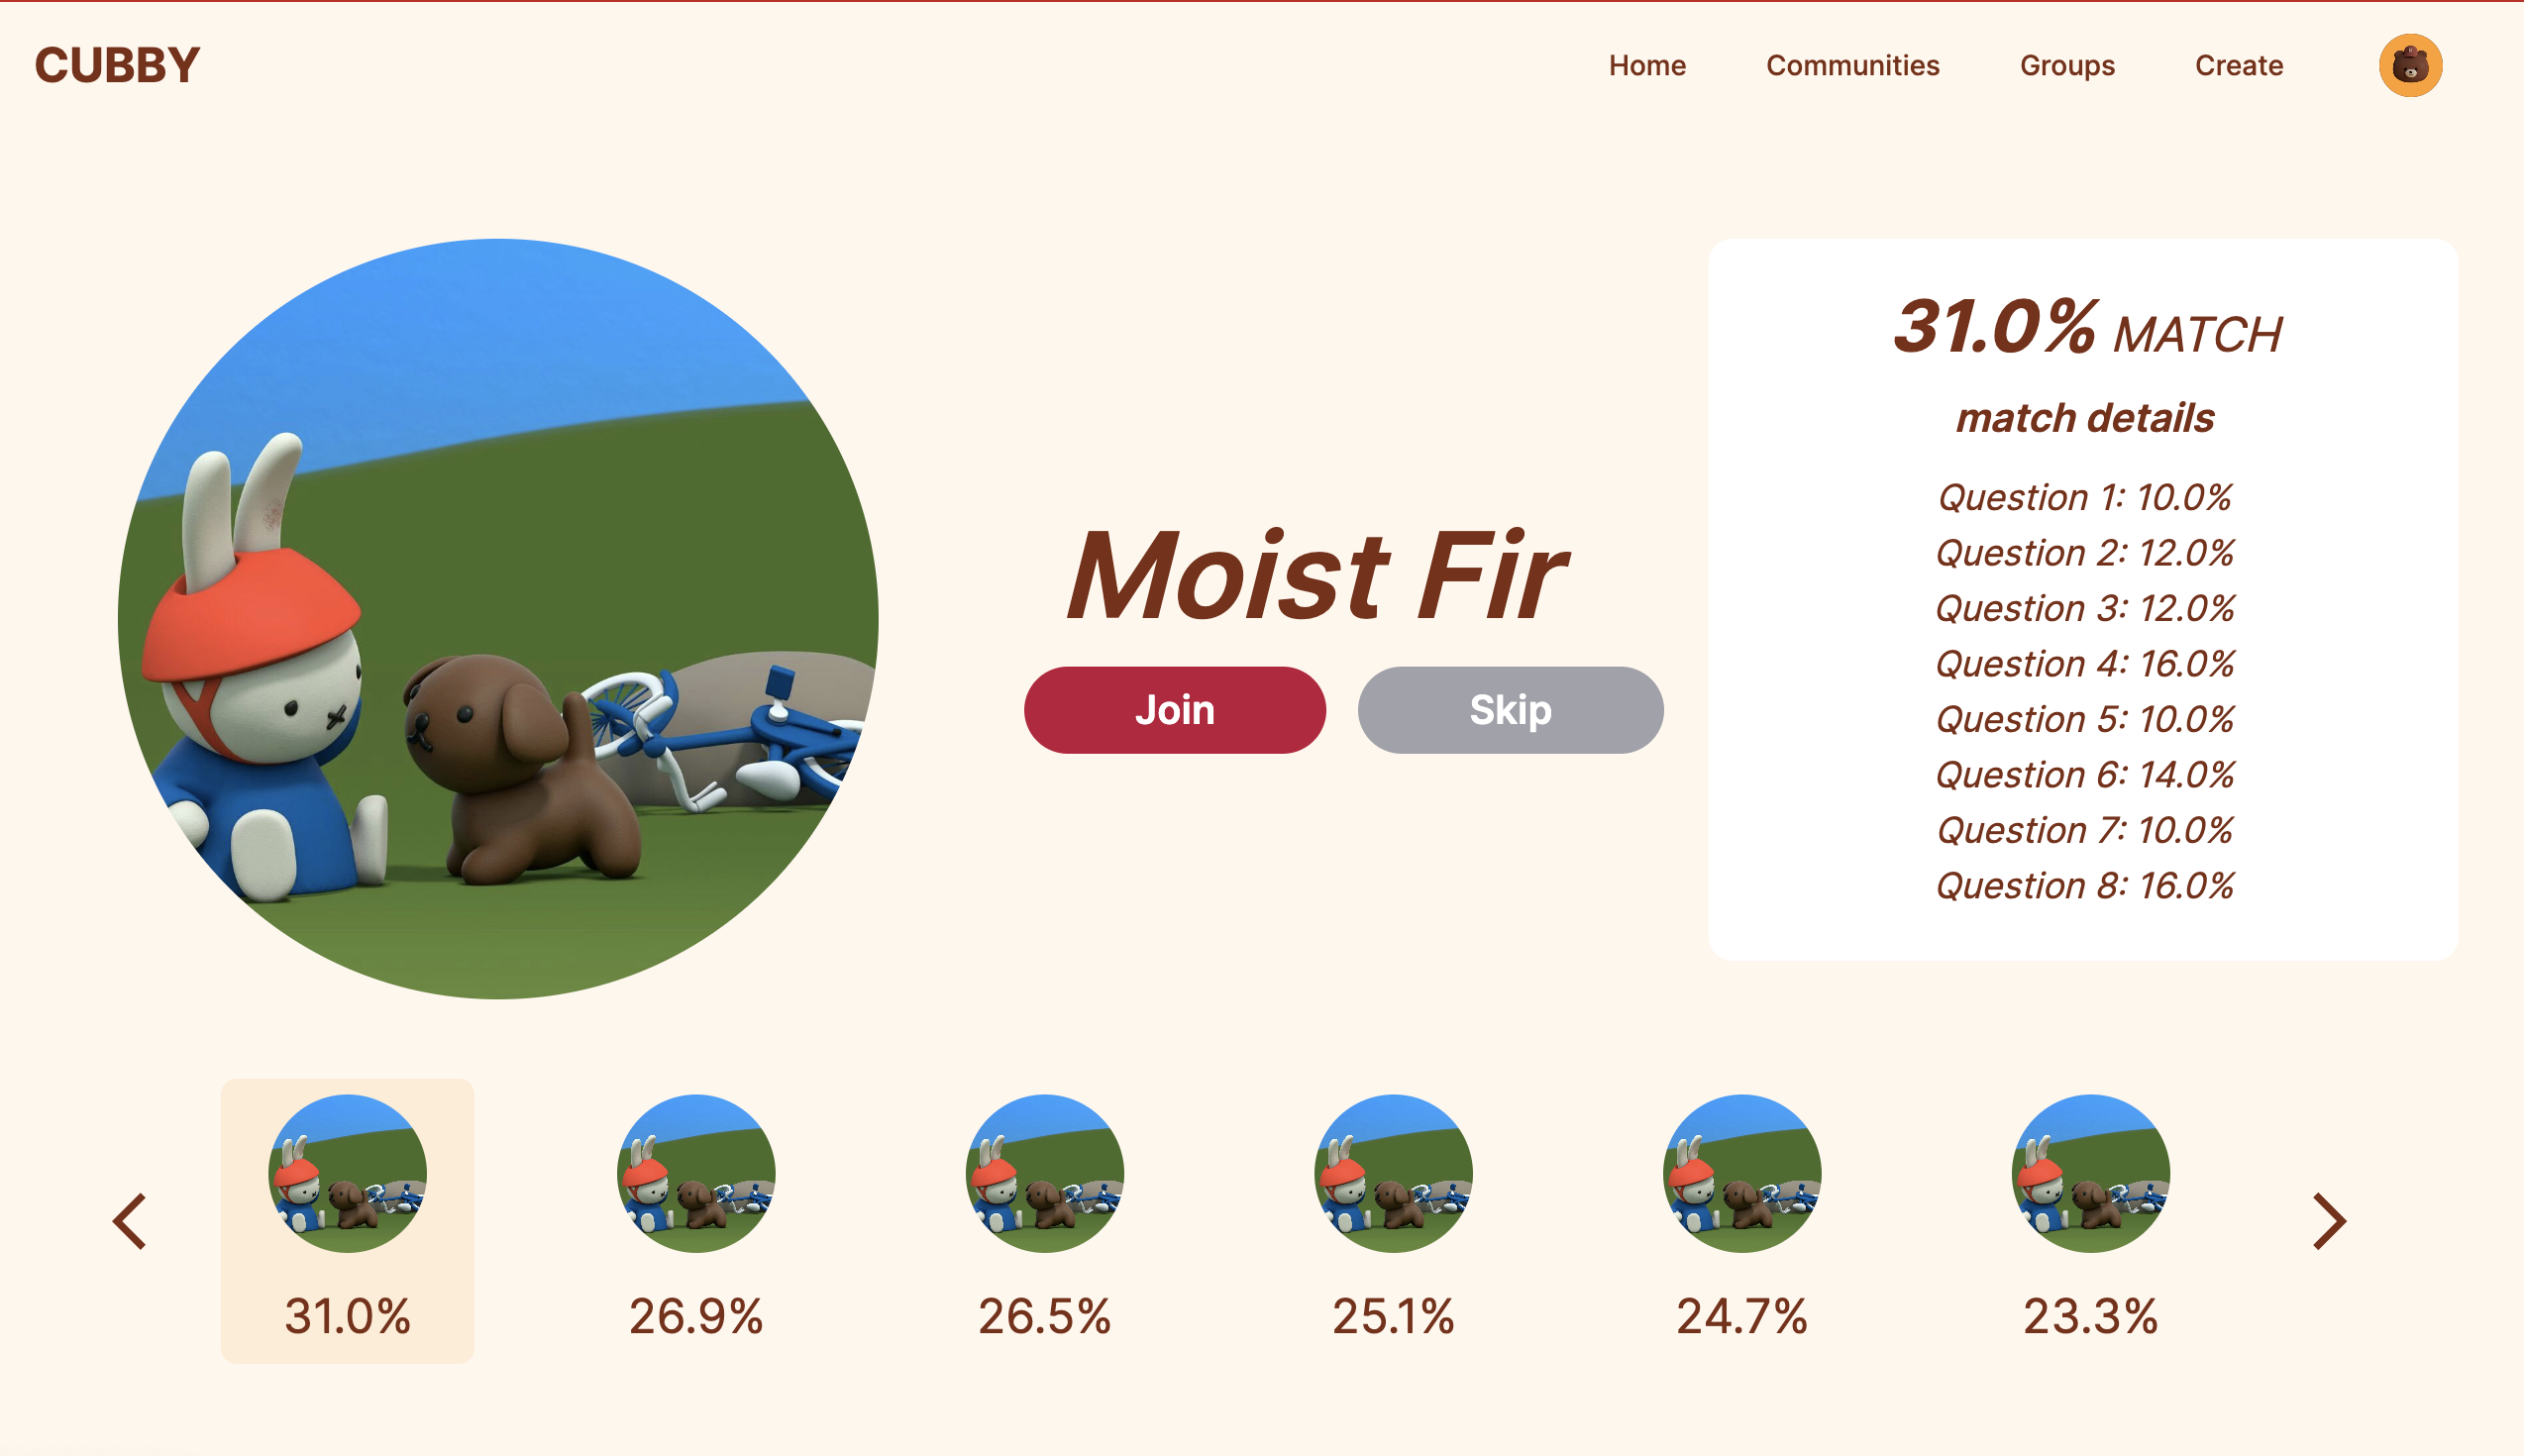 CUBBY
Home Communities Groups Create
31.0% MATCH
match details
Question 1: 10.0%
Question 2: 12.0%
Question 3: 12.0%
Question 4: 16.0%
Question 5: 10.0%
Question 6: 14.0%
Question 7: 10.0%
Question 8: 16.0%
Moist Fir
Join Skip
31.0% 26.9% 26.5% 25.1% 24.7% 23.3%